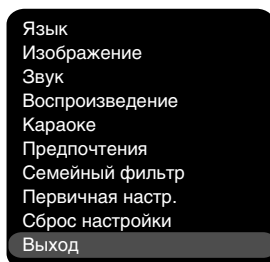 Язык
Изображение
Звук
Воспроизведение
Караоке
Предпочтения
Семейный фильтр
Первичная настр.
Сброс настройки
Выход